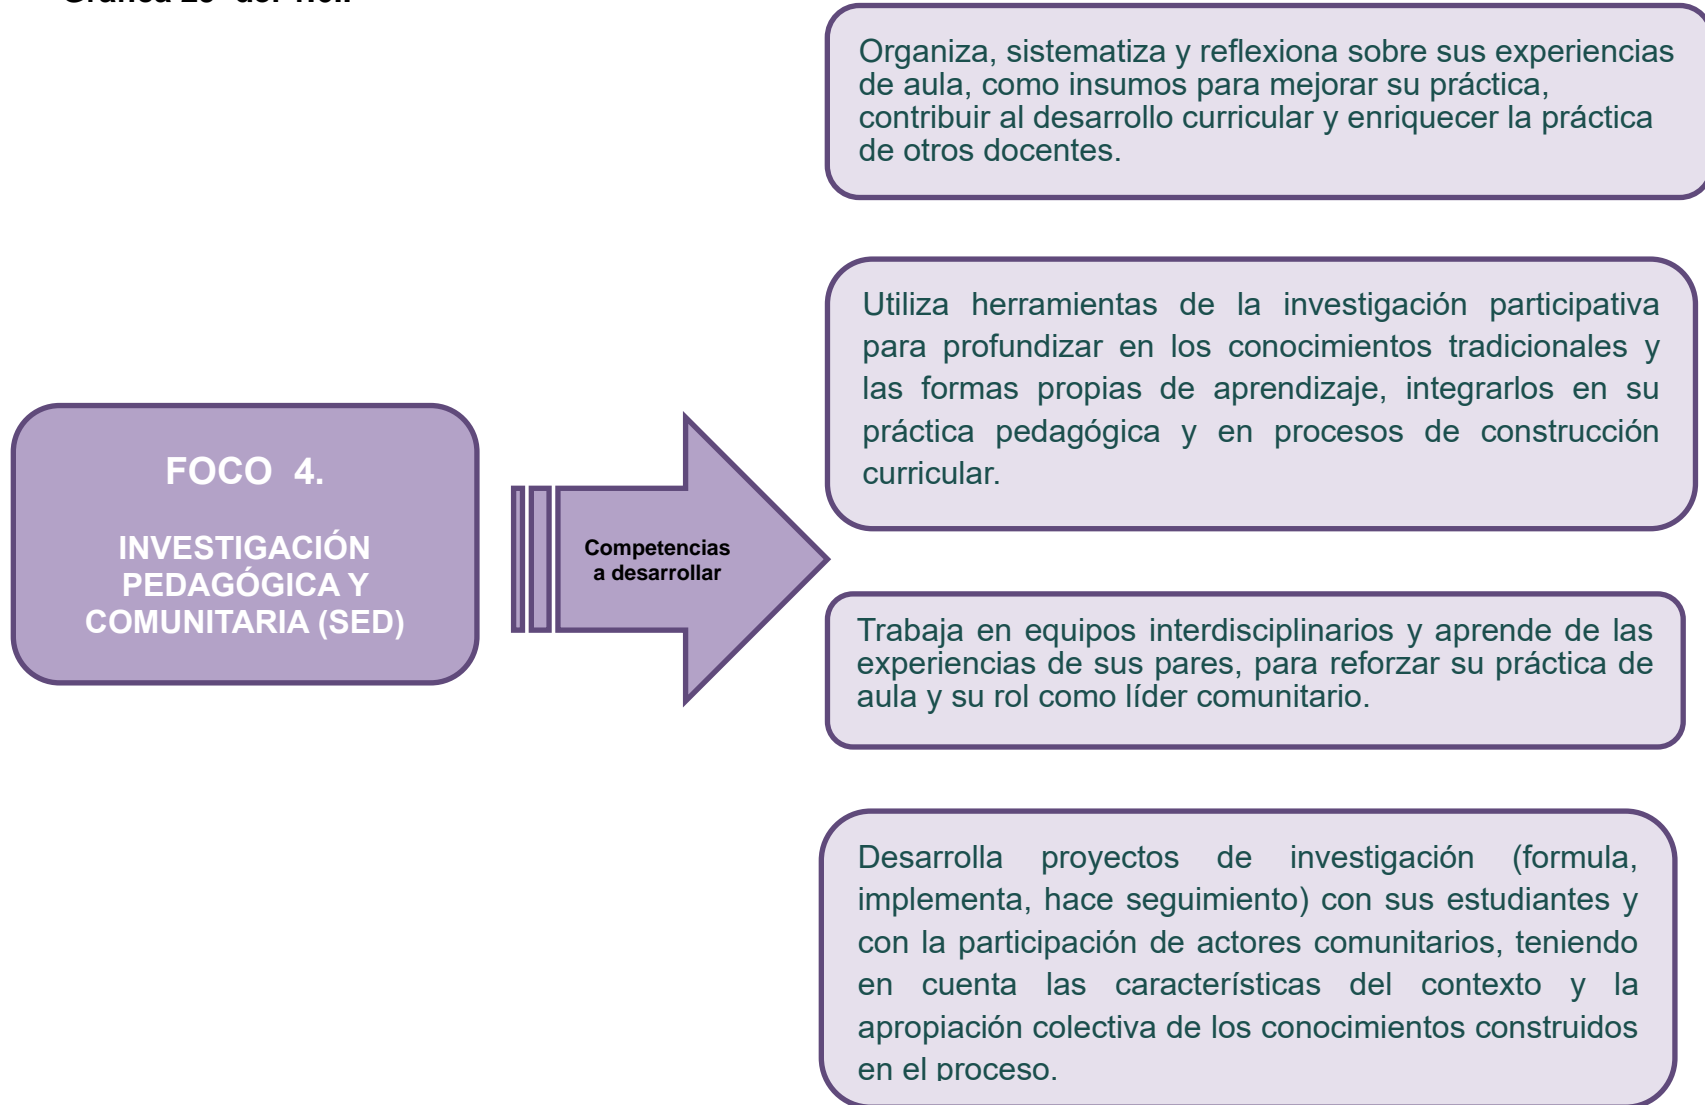 Organiza, sistematiza y reflexiona sobre sus experiencias
de aula, como insumos para mejorar su práctica,
contribuir al desarrollo curricular y enriquecer la práctica
de otros docentes.
Utiliza herramientas de la investigación participativa
para profundizar en los conocimientos tradicionales y
las formas propias de aprendizaje, integrarlos en su
práctica pedagógica y en procesos de construcción
curricular.
FOCO 4.
INVESTIGACIÓN
PEDAGÓGICA Y
COMUNITARIA (SED)
Competencias
a desarrollar
Trabaja en equipos interdisciplinarios y aprende de las
experiencias de sus pares, para reforzar su práctica de
aula y su rol como líder comunitario.
Desarrolla proyectos de investigación (formula,
implementa, hace seguimiento) con sus estudiantes y
con la participación de actores comunitarios, teniendo
en cuenta las características del contexto y la
apropiación colectiva de los conocimientos construidos
en el proceso.